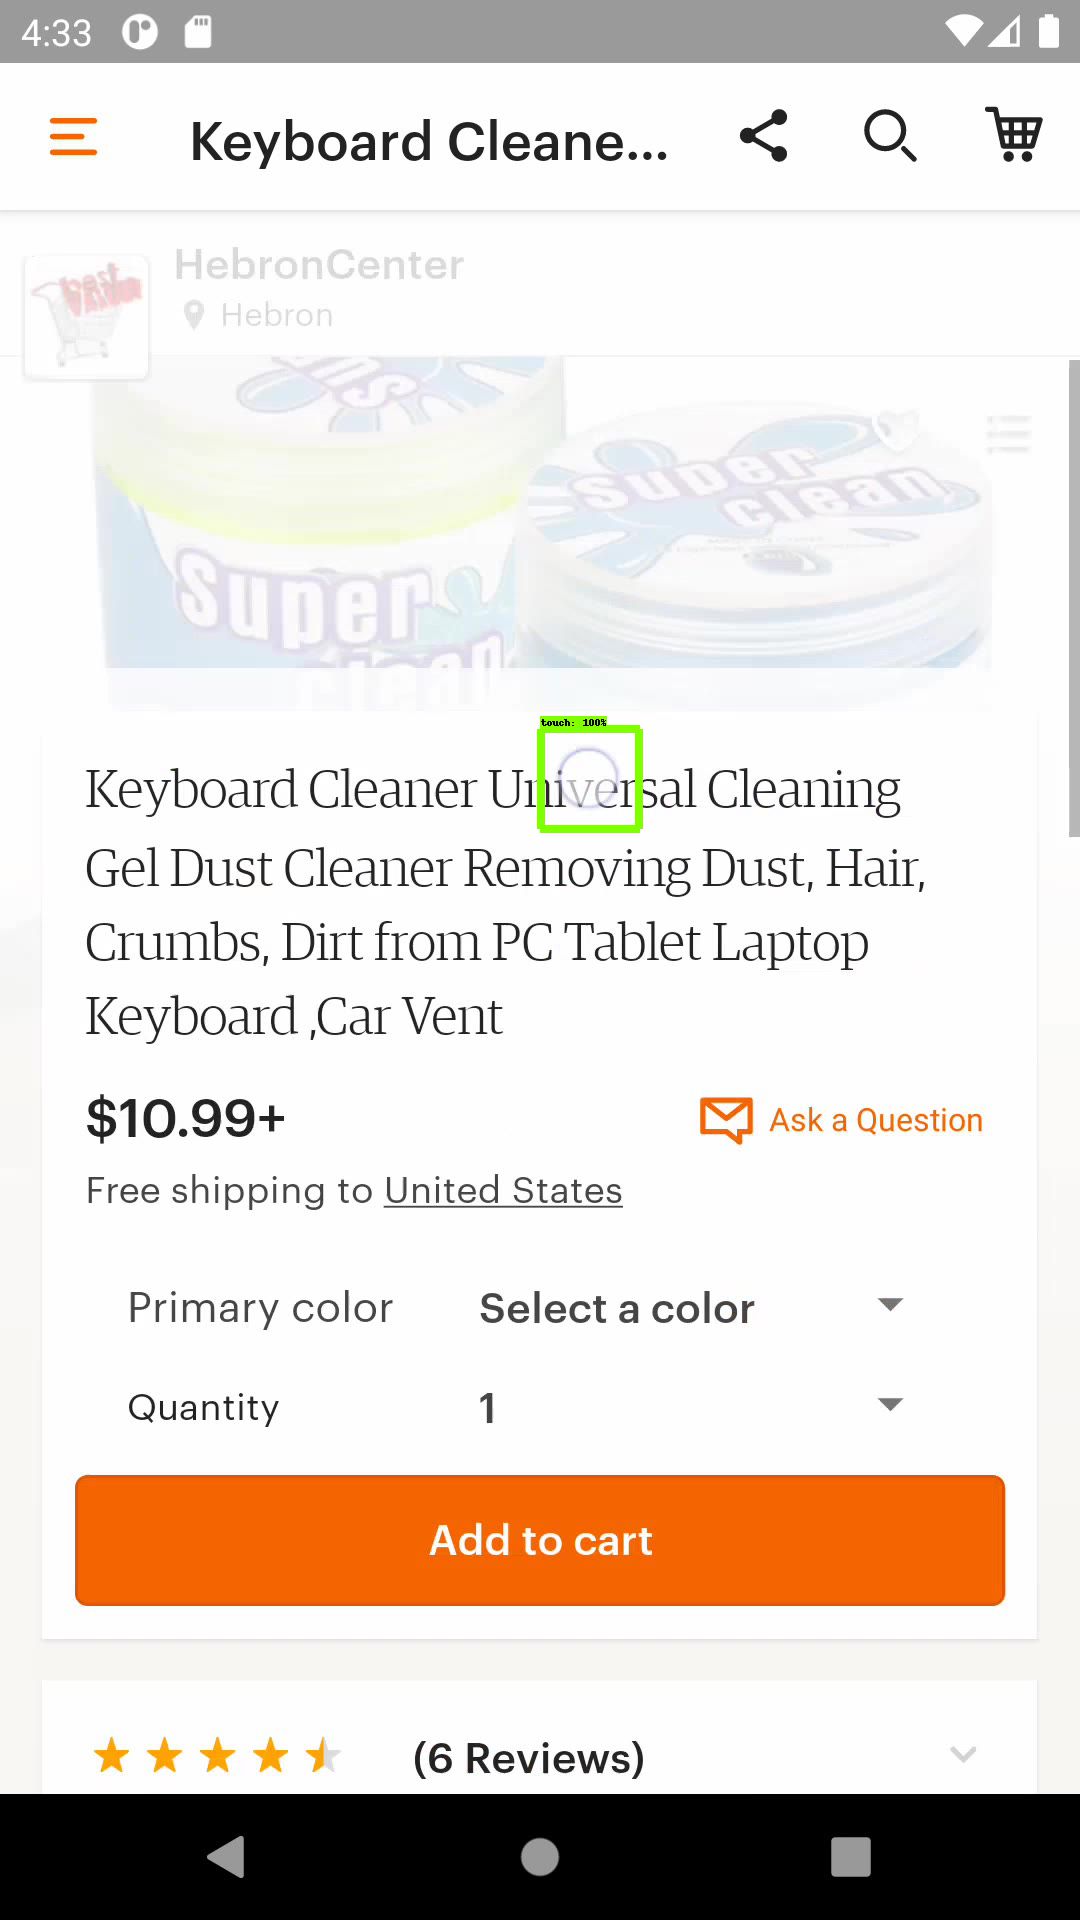 4:33
Keyboard Cleane...
HebronCenter
Hebron
best
Super
clean
Super
clean
touch: 100%
Keyboard Cleaner Universal Cleaning
Gel Dust Cleaner Removing Dust, Hair,
Crumbs, Dirt from PC Tablet Laptop
Keyboard ,Car Vent
$10.99+
Ask a Question
Free shipping to United States
Primary color
Select a color
Quantity
1
Add to cart
(6 Reviews)